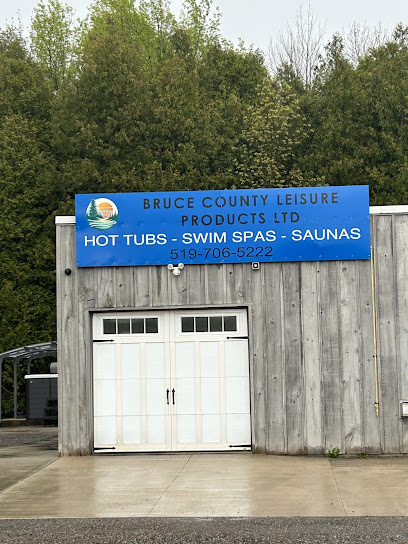 BRUCE COUNTY LEISURE
PRODUCTS LTD
HOT TUBS - SWIM SPAS - SAUNAS
519-706-5222